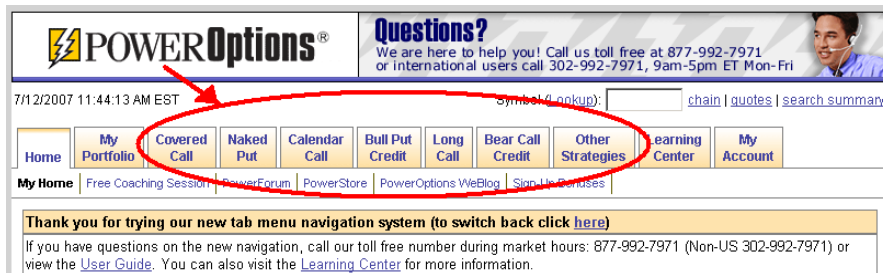 POWEROptions®
Questions?
We are here to help you! Call us toll free at 877-992-7971
or international users call 302-992-7971, 9am-5pm ET Mon-Fri
7/12/2007 11:44:13 AM EST Symbol (Lookup): chain | quotes | search summary
Home My Portfolio Covered Call Naked Put Calendar Call Bull Put Credit Long Call Bear Call Credit Other Strategies Learning Center My Account
My Home Free Coaching Session PowerForum PowerStore PowerOptions WeBlog Sign-Up Bonuses
Thank you for trying our new tab menu navigation system (to switch back click here)
If you have questions on the new navigation, call our toll free number during market hours: 877-992-7971 (Non-US 302-992-7971) or
view the User Guide. You can also visit the Learning Center for more information.